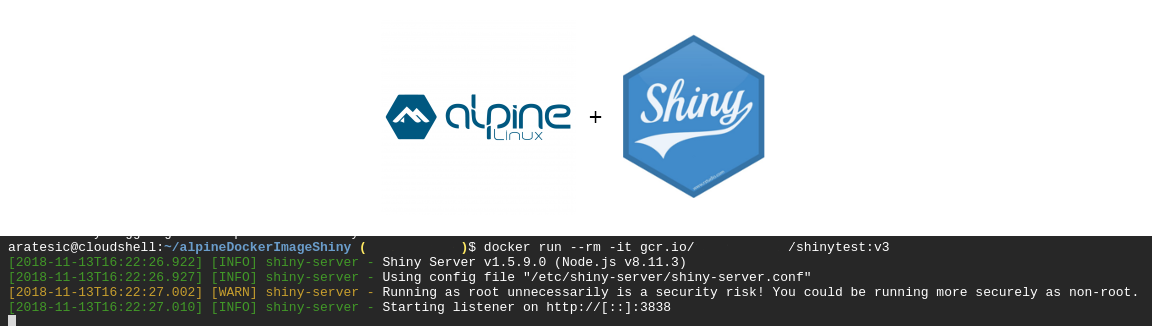 alpine
Linux
+
Shiny
aratesic@cloudshell:~/alpineDockerImageShiny ( )$ docker run --rm -it gcr.io/ /shinytest:v3
[2018-11-13T16:22:26.922] [INFO] shiny-server - Shiny Server v1.5.9.0 (Node.js v8.11.3)
[2018-11-13T16:22:26.927] [INFO] shiny-server - Using config file "/etc/shiny-server/shiny-server.conf"
[2018-11-13T16:22:27.002] [WARN] shiny-server - Running as root unnecessarily is a security risk! You could be running more securely as non-root.
[2018-11-13T16:22:27.010] [INFO] shiny-server - Starting listener on http://[::]:3838